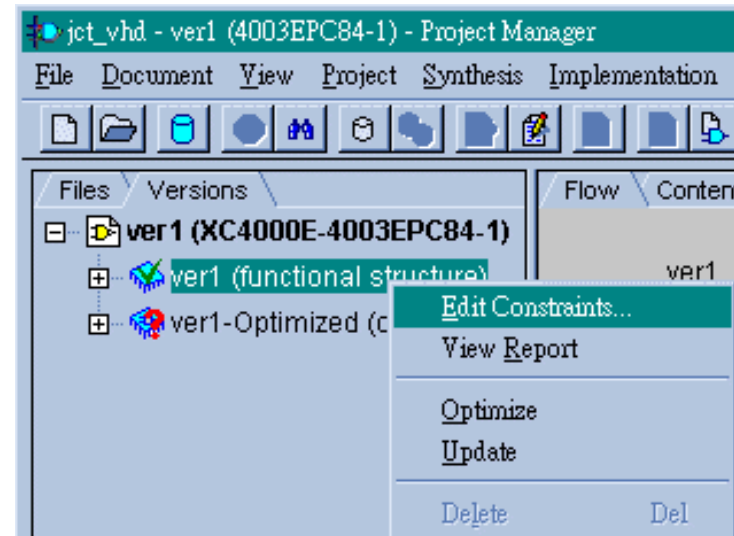 jct_vhd - ver1 (4003EPC84-1) - Project Manager
File Document View Project Synthesis Implementation
Files Versions Flow Conten
ver1 (XC4000E-4003EPC84-1)
ver1 (functional structure) ver1
Edit Constraints...
ver1-Optimized (
View Report
Optimize
Update
Delete Del